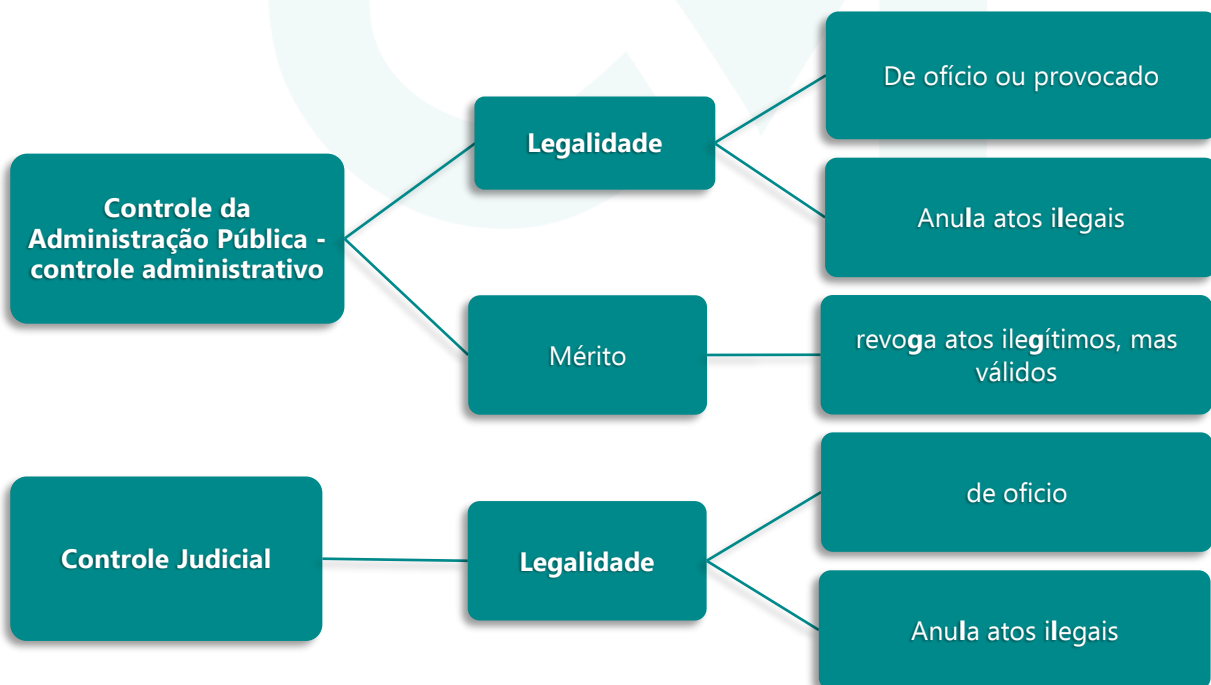 De ofício ou provocado
Legalidade
Controle da
Administração Pública -
controle administrativo
Anula atos ilegais
Mérito
revoga atos ilegítimos, mas
válidos
de oficio
Controle Judicial
Legalidade
Anula atos ilegais